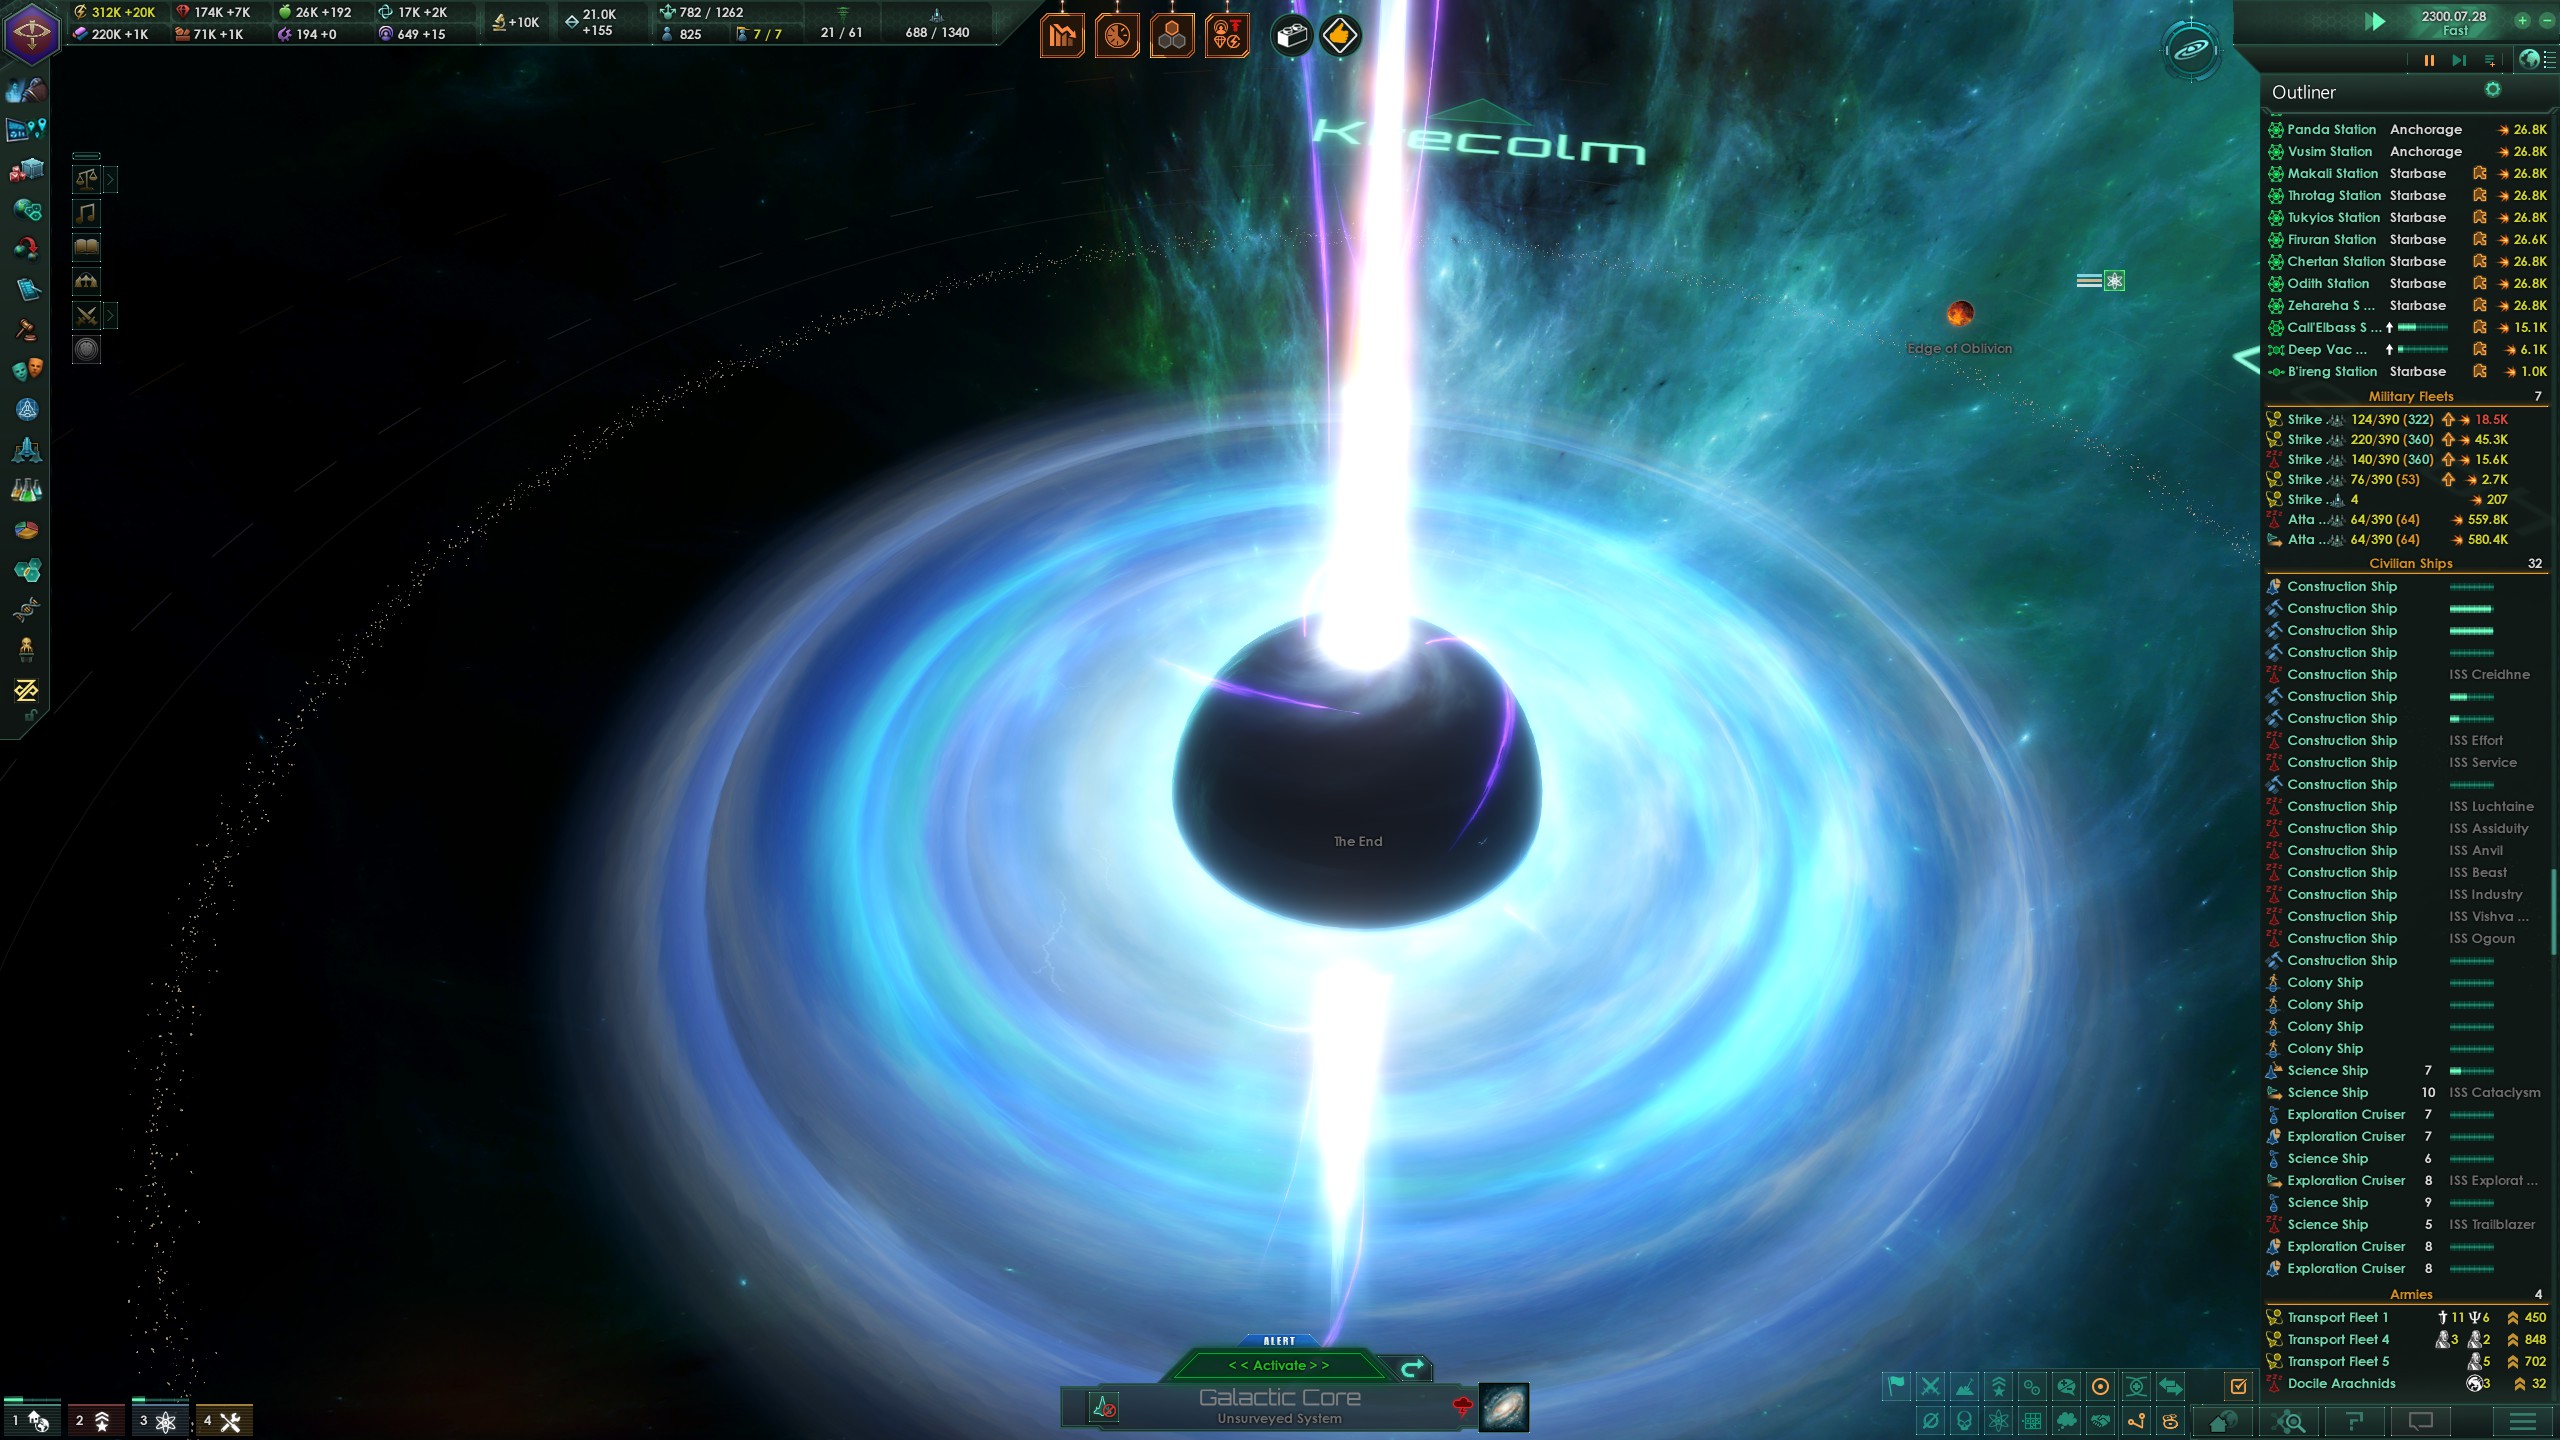 312K +20K 174K +7K 26K +192 17K +2K
220K +1K 71K +1K 194 +0 649 +15
+10K
21.0K
+155
782 / 1262
825 7 / 7
21 / 61
688 / 1340
2300.07.28
Fast
Outliner
Krecolm
Edge of Oblivion
The End
Panda Station Anchorage 26.8K
Vusim Station Anchorage 26.8K
Makali Station Starbase 26.8K
Throtag Station Starbase 26.8K
Tukyios Station Starbase 26.8K
Firuran Station Starbase 26.6K
Chertan Station Starbase 26.8K
Odith Station Starbase 26.8K
Zehareha S ... Starbase 26.8K
Call'Elbass S ... 15.1K
Deep Vac ... 6.1K
B'ireng Station Starbase 1.0K
Military Fleets 7
Strike . 124/390 (322) 18.5K
Strike . 220/390 (360) 45.3K
Strike . 140/390 (360) 15.6K
Strike . 76/390 (53) 2.7K
Strike . 4 207
Atta ... 64/390 (64) 559.8K
Atta ... 64/390 (64) 580.4K
Civilian Ships 32
Construction Ship
Construction Ship
Construction Ship
Construction Ship
Construction Ship ISS Creidhne
Construction Ship
Construction Ship
Construction Ship ISS Effort
Construction Ship ISS Service
Construction Ship
Construction Ship ISS Luchtaine
Construction Ship ISS Assiduity
Construction Ship ISS Anvil
Construction Ship ISS Beast
Construction Ship ISS Industry
Construction Ship ISS Vishva ...
Construction Ship ISS Ogoun
Construction Ship
Colony Ship
Colony Ship
Colony Ship
Colony Ship
Science Ship 7
Science Ship 10 ISS Cataclysm
Exploration Cruiser 7
Exploration Cruiser 7
Science Ship 6
Exploration Cruiser 8 ISS Explorat ...
Science Ship 9
Science Ship 5 ISS Trailblazer
Exploration Cruiser 8
Exploration Cruiser 8
Armies 4
Transport Fleet 1 11 6 450
Transport Fleet 4 3 2 848
Transport Fleet 5 5 702
Docile Arachnids 3 32
ALERT
< < Activate > >
Galactic Core
Unsurveyed System
1 2 3 4